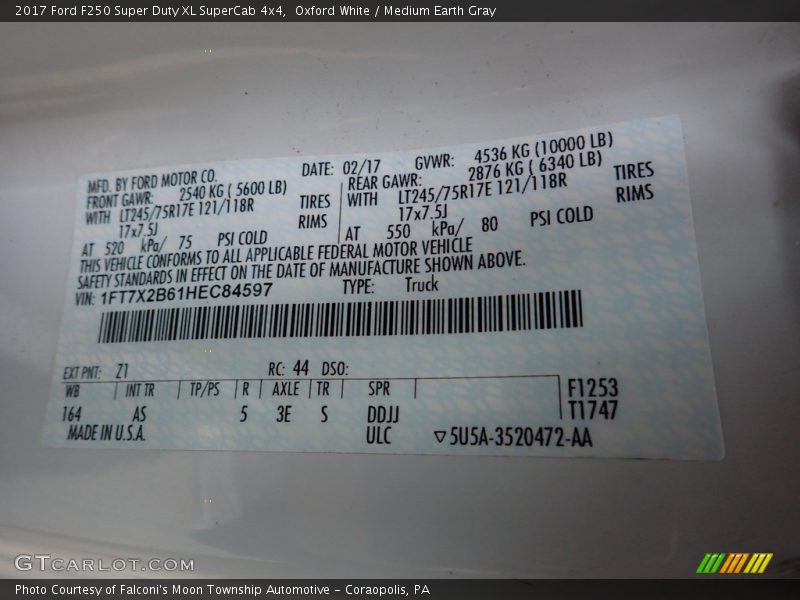 2017 Ford F250 Super Duty XL SuperCab 4x4, Oxford White / Medium Earth Gray
MFD. BY FORD MOTOR CO. DATE: 02/17 GVWR: 4536 KG (10000 LB)
FRONT GAWR: 2540 KG ( 5600 LB) REAR GAWR: 2876 KG ( 6340 LB)
WITH LT245/75R17E 121/118R TIRES WITH LT245/75R17E 121/118R TIRES
17x7.5J RIMS 17x7.5J RIMS
AT 520 kPa/ 75 PSI COLD AT 550 kPa/ 80 PSI COLD
THIS VEHICLE CONFORMS TO ALL APPLICABLE FEDERAL MOTOR VEHICLE
SAFETY STANDARDS IN EFFECT ON THE DATE OF MANUFACTURE SHOWN ABOVE.
VIN: 1FT7X2B61HEC84597 TYPE: Truck
EXT PNT: Z1 RC: 44 DSO:
WB INT TR TP/PS R AXLE TR SPR F1253
164 AS 5 3E S DDJJ T1747
MADE IN U.S.A. ULC ▽5U5A-3520472-AA
GTCARLOT.COM
Photo Courtesy of Falconi's Moon Township Automotive – Coraopolis, PA